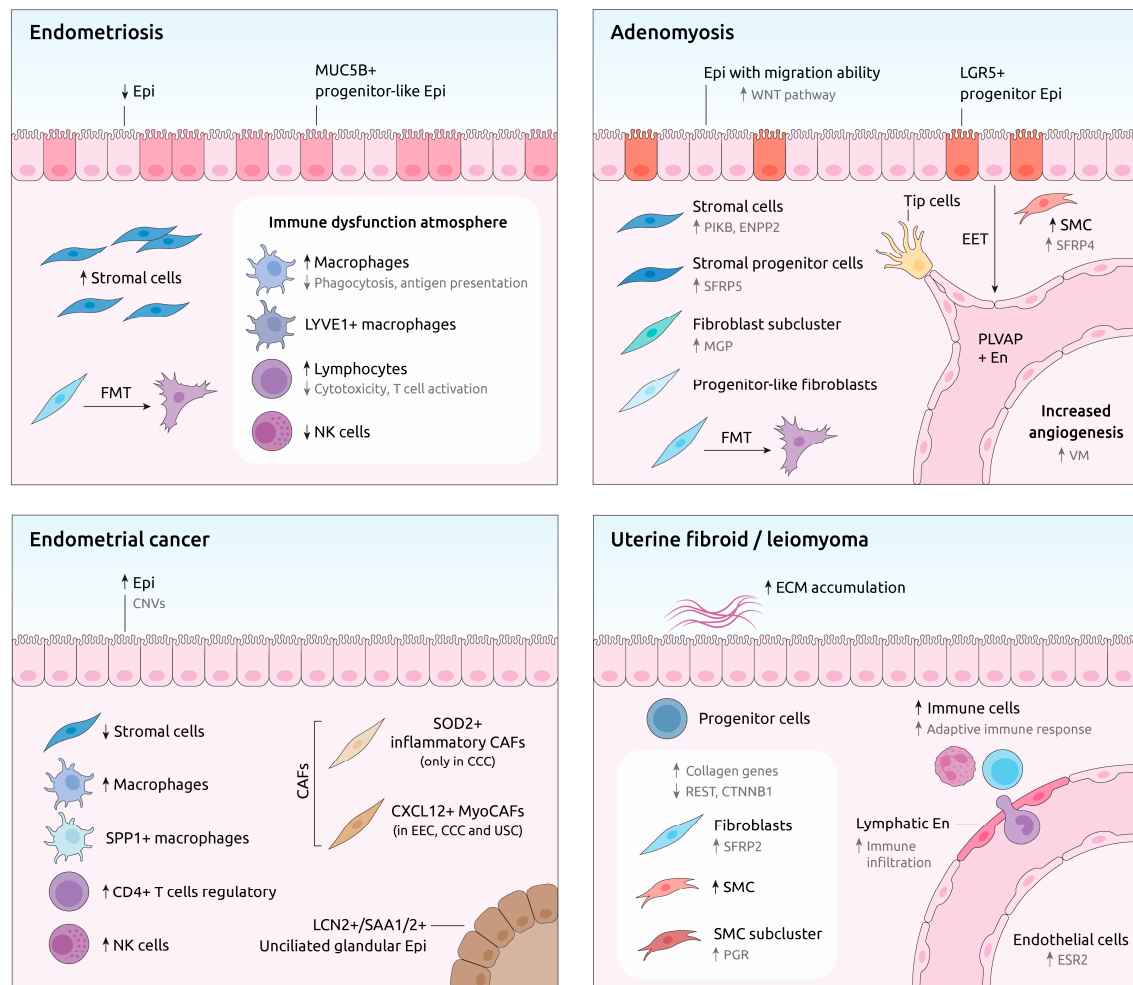 Endometriosis
Epi
MUC5B+
progenitor-like Epi
Stromal cells
FMT
Immune dysfunction atmosphere
Macrophages
Phagocytosis, antigen presentation
LYVE1+ macrophages
Lymphocytes
Cytotoxicity, T cell activation
NK cells
Adenomyosis
Epi with migration ability
WNT pathway
LGR5+
progenitor Epi
Stromal cells
PIKB, ENPP2
Stromal progenitor cells
SFRP5
Fibroblast subcluster
MGP
Progenitor-like fibroblasts
FMT
Tip cells
EET
SMC
SFRP4
PLVAP
+ En
Increased
angiogenesis
VM
Endometrial cancer
Epi
CNVs
Stromal cells
Macrophages
SPP1+ macrophages
CD4+ T cells regulatory
NK cells
CAFs
SOD2+
inflammatory CAFs
(only in CCC)
CXCL12+ MyoCAFs
(in EEC, CCC and USC)
LCN2+/SAA1/2+
Unciliated glandular Epi
Uterine fibroid / leiomyoma
ECM accumulation
Progenitor cells
Collagen genes
REST, CTNNB1
Fibroblasts
SFRP2
SMC
SMC subcluster
PGR
Immune cells
Adaptive immune response
Lymphatic En
Immune
infiltration
Endothelial cells
ESR2